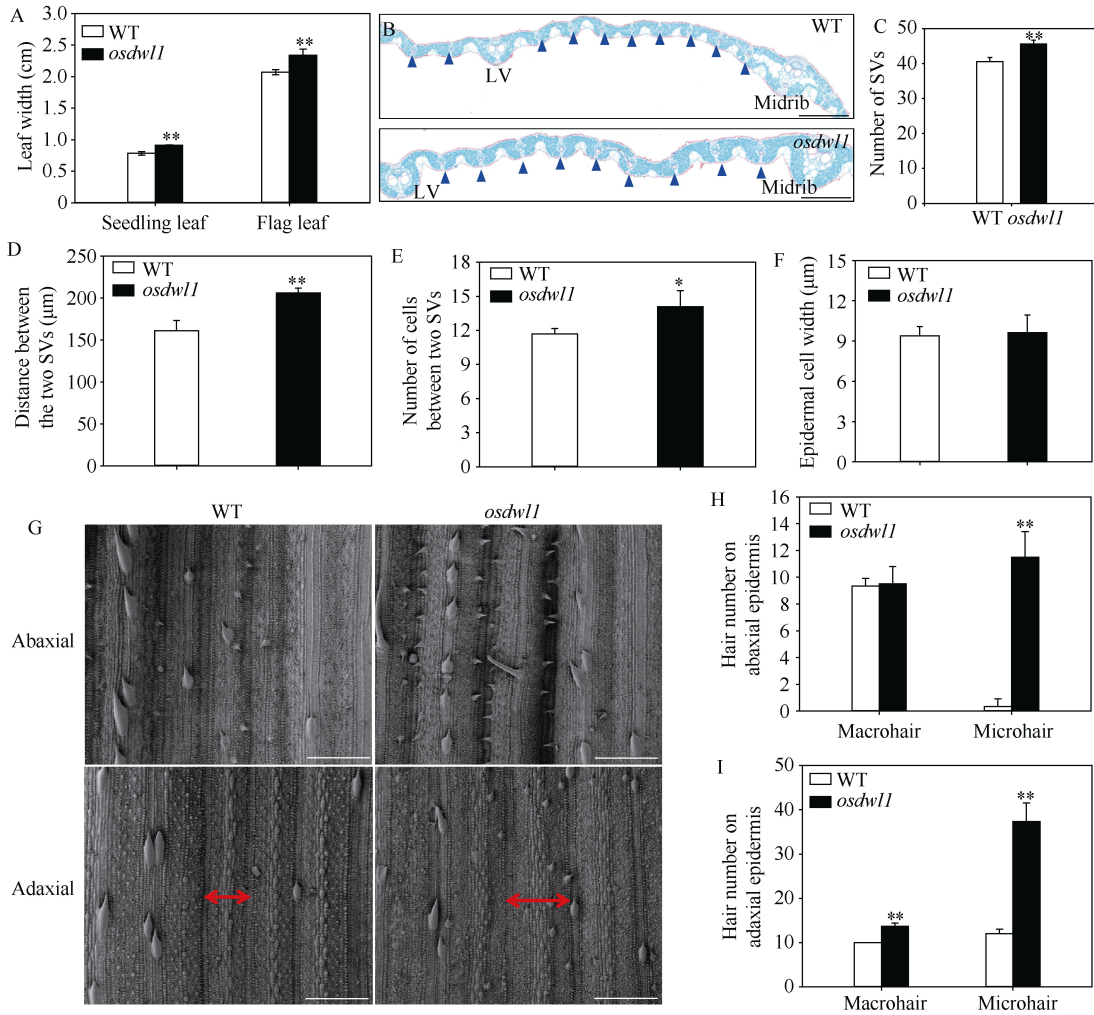 A
Leaf width (cm)
3.0
2.5
2.0
1.5
1.0
0.5
0
WT
osdwl1
**
**
Seedling leaf
Flag leaf
B
WT
LV
Midrib
osdwl1
LV
Midrib
C
Number of SVs
50
40
30
20
10
0
**
WT osdwl1
D
Distance between
the two SVs (μm)
250
200
150
100
50
0
WT
osdwl1
**
E
Number of cells
between two SVs
18
15
12
9
6
3
0
WT
osdwl1
*
F
Epidermal cell width (μm)
15
12
9
6
3
0
WT
osdwl1
G
WT
osdwl1
Abaxial
Adaxial
H
Hair number on
abaxial epidermis
16
14
12
10
8
6
4
2
0
WT
osdwl1
**
Macrohair
Microhair
I
Hair number on
adaxial epidermis
50
40
30
20
10
0
WT
osdwl1
**
**
Macrohair
Microhair